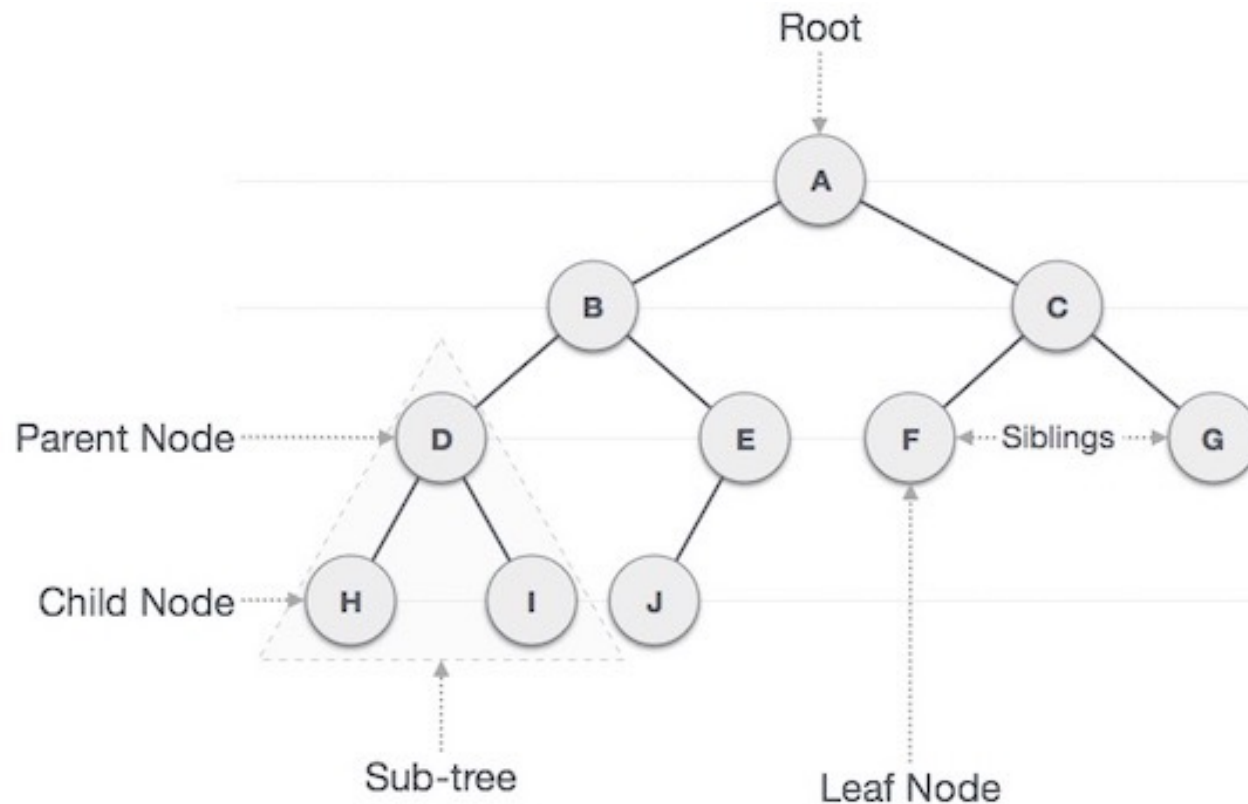 Root
A
B
C
Parent Node
D
E
F
Siblings
G
Child Node
H
I
J
Sub-tree
Leaf Node